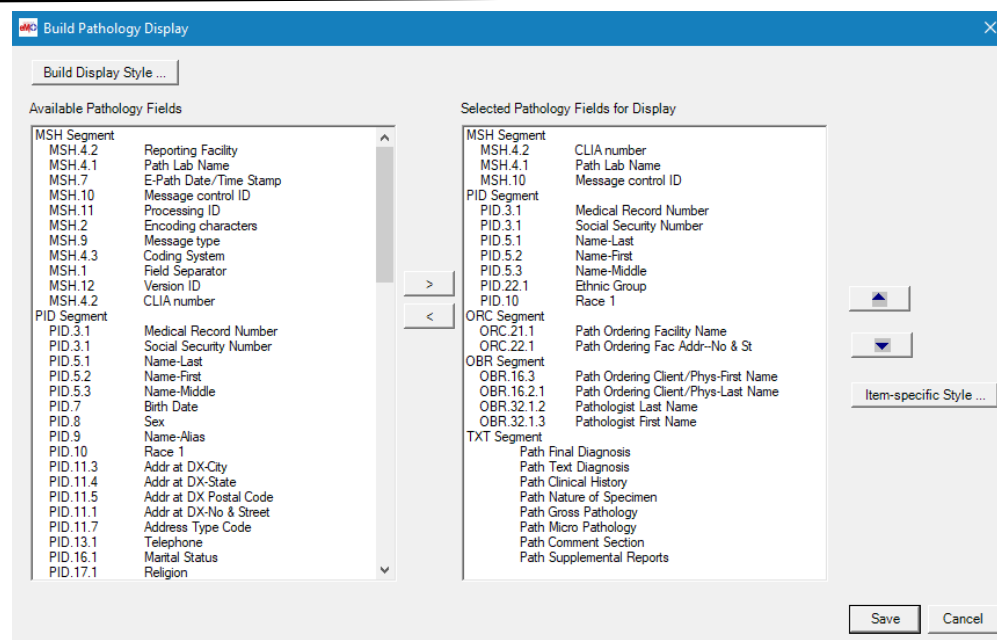 eMC Build Pathology Display
Build Display Style ...
Available Pathology Fields
MSH Segment
MSH.4.2 Reporting Facility
MSH.4.1 Path Lab Name
MSH.7 E-Path Date/Time Stamp
MSH.10 Message control ID
MSH.11 Processing ID
MSH.2 Encoding characters
MSH.9 Message type
MSH.4.3 Coding System
MSH.1 Field Separator
MSH.12 Version ID
MSH.4.2 CLIA number
PID Segment
PID.3.1 Medical Record Number
PID.3.1 Social Security Number
PID.5.1 Name-Last
PID.5.2 Name-First
PID.5.3 Name-Middle
PID.7 Birth Date
PID.8 Sex
PID.9 Name-Alias
PID.10 Race 1
PID.11.3 Addr at DX-City
PID.11.4 Addr at DX-State
PID.11.5 Addr at DX Postal Code
PID.11.1 Addr at DX-No & Street
PID.11.7 Address Type Code
PID.13.1 Telephone
PID.16.1 Marital Status
PID.17.1 Religion
>
<
Selected Pathology Fields for Display
MSH Segment
MSH.4.2 CLIA number
MSH.4.1 Path Lab Name
MSH.10 Message control ID
PID Segment
PID.3.1 Medical Record Number
PID.3.1 Social Security Number
PID.5.1 Name-Last
PID.5.2 Name-First
PID.5.3 Name-Middle
PID.22.1 Ethnic Group
PID.10 Race 1
ORC Segment
ORC.21.1 Path Ordering Facility Name
ORC.22.1 Path Ordering Fac Addr--No & St
OBR Segment
OBR.16.3 Path Ordering Client/Phys-First Name
OBR.16.2.1 Path Ordering Client/Phys-Last Name
OBR.32.1.2 Pathologist Last Name
OBR.32.1.3 Pathologist First Name
TXT Segment
Path Final Diagnosis
Path Text Diagnosis
Path Clinical History
Path Nature of Specimen
Path Gross Pathology
Path Micro Pathology
Path Comment Section
Path Supplemental Reports
Item-specific Style ...
Save Cancel